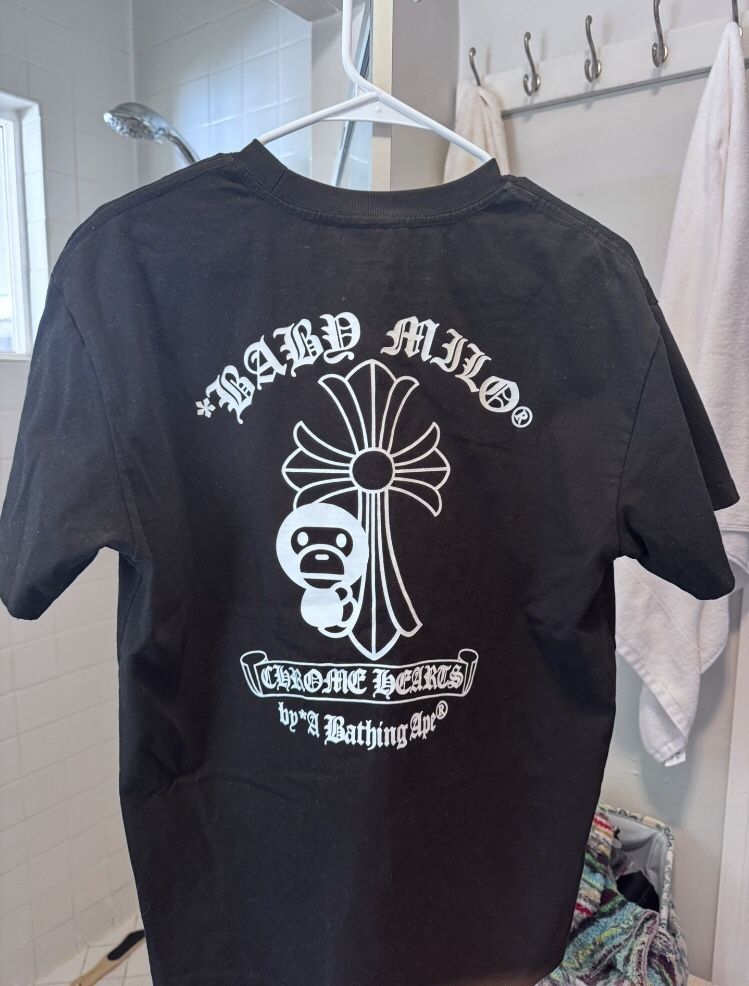 *BABY MILO®
CHROME HEARTS
by*A Bathing Ape®